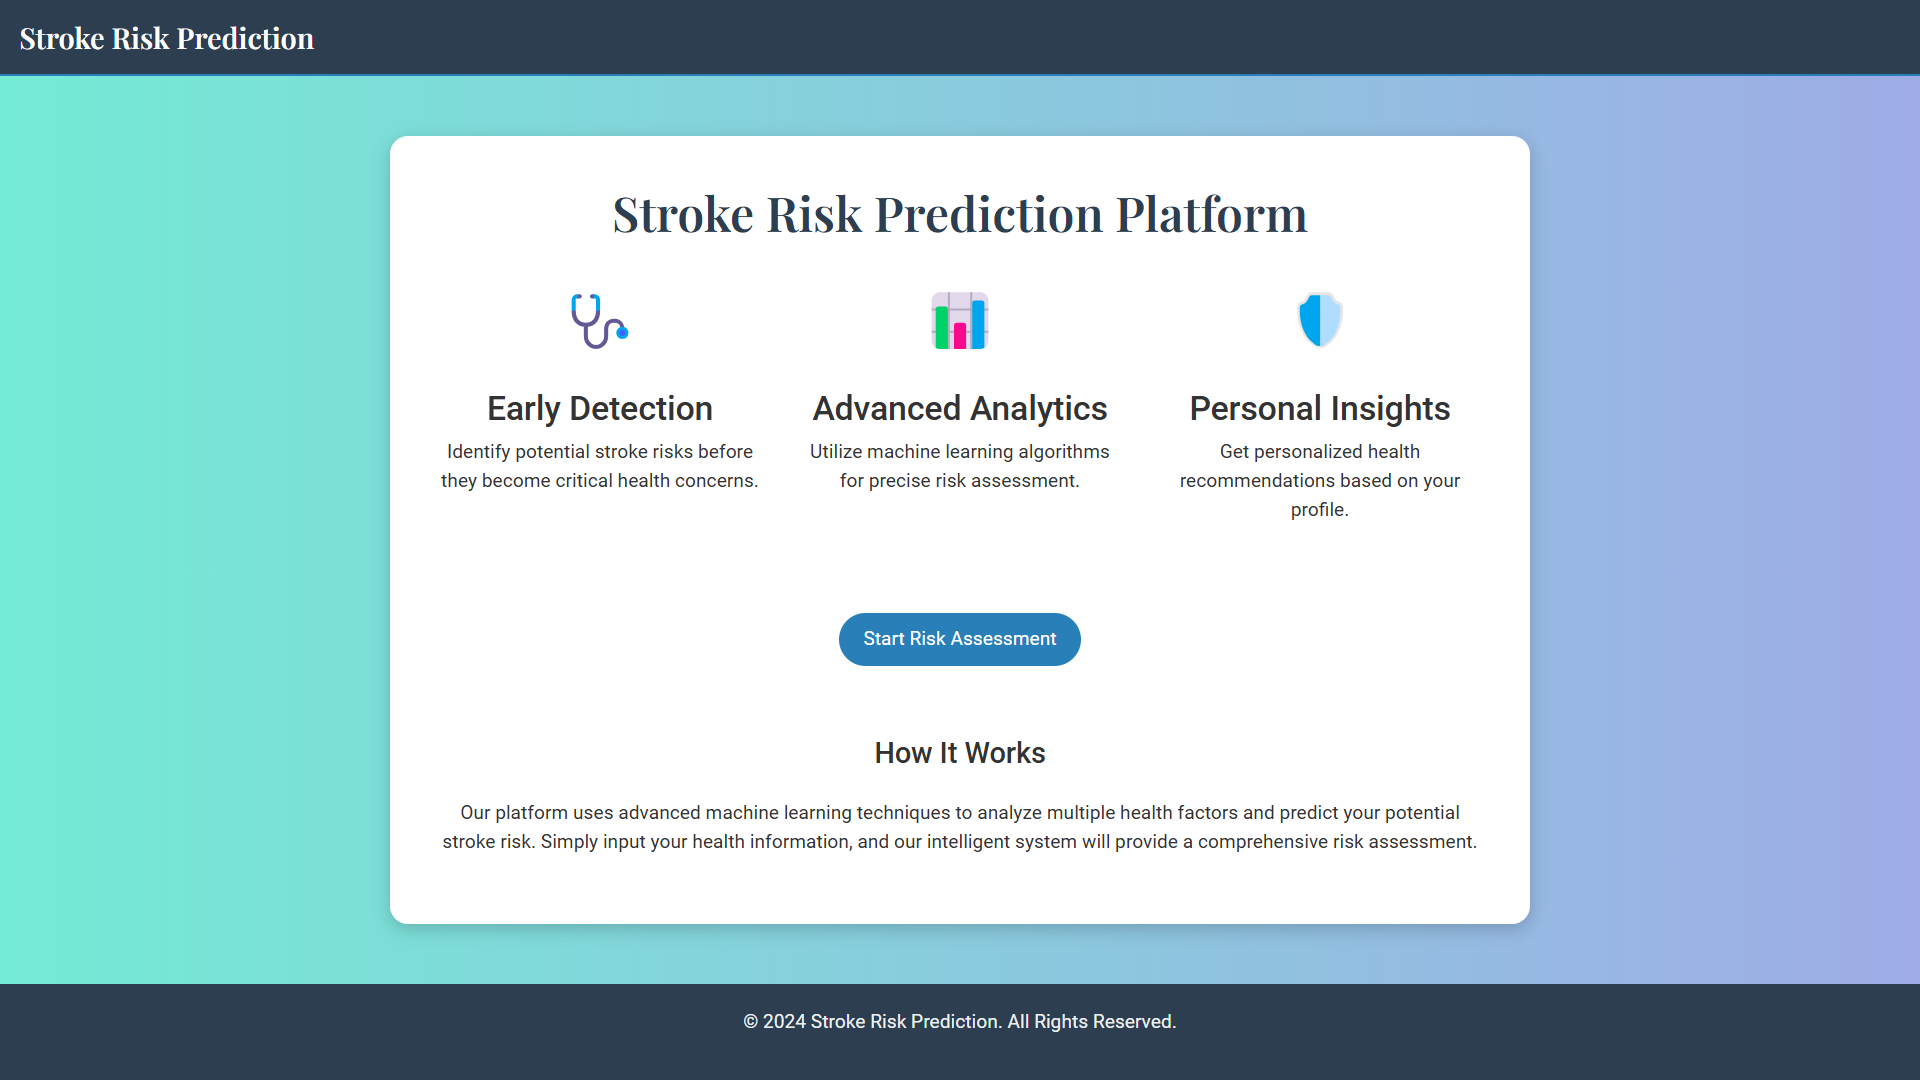 Stroke Risk Prediction
Stroke Risk Prediction Platform
Early Detection
Identify potential stroke risks before
they become critical health concerns.
Advanced Analytics
Utilize machine learning algorithms
for precise risk assessment.
Personal Insights
Get personalized health
recommendations based on your
profile.
Start Risk Assessment
How It Works
Our platform uses advanced machine learning techniques to analyze multiple health factors and predict your potential
stroke risk. Simply input your health information, and our intelligent system will provide a comprehensive risk assessment.
© 2024 Stroke Risk Prediction. All Rights Reserved.